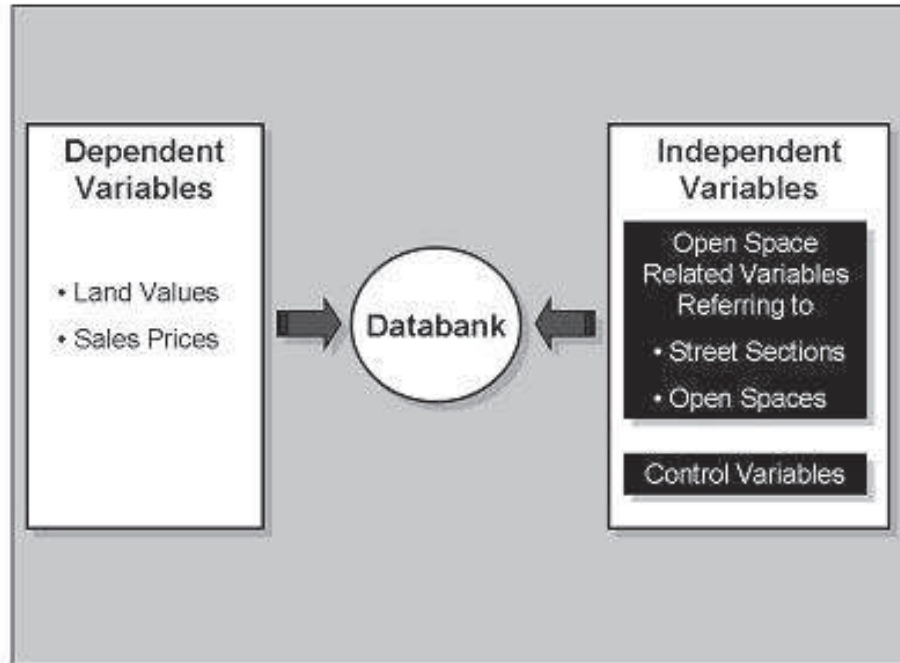 Dependent
Variables
• Land Values
• Sales Prices
Databank
Independent
Variables
Open Space
Related Variables
Referring to
• Street Sections
• Open Spaces
Control Variables